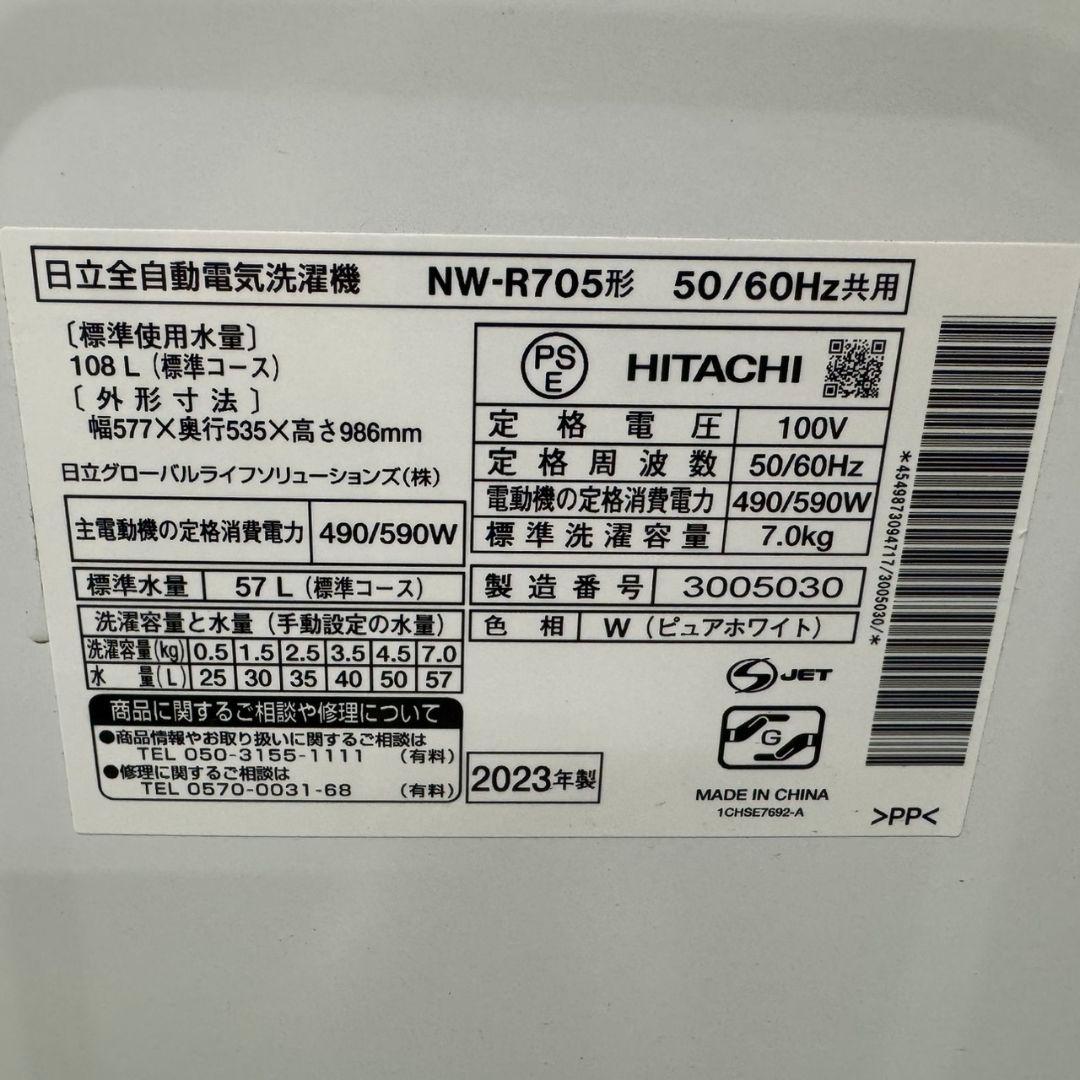 日立全自動電気洗濯機 NW-R705形 50/60Hz共用
〔標準使用水量〕
108 L (標準コース)
〔外形寸法〕
幅577×奥行535×高さ986mm
日立グローバルライフソリューションズ(株)
主電動機の定格消費電力 490/590W
標準水量 57 L (標準コース)
洗濯容量と水量 (手動設定の水量)
洗濯容量(kg) 0.5 1.5 2.5 3.5 4.5 7.0
水量(L) 25 30 35 40 50 57
商品に関するご相談や修理について
●商品情報やお取り扱いに関するご相談は
TEL 050-3155-1111 (有料)
●修理に関するご相談は
TEL 0570-0031-68 (有料)
PS
E
HITACHI
定格電圧 100V
定格周波数 50/60Hz
電動機の定格消費電力 490/590W
標準洗濯容量 7.0kg
製造番号 3005030
色相 W (ピュアホワイト)
S JET
G
2023年製
MADE IN CHINA
1CHSE7692-A
>PP<
*4549873094717/3005030/*